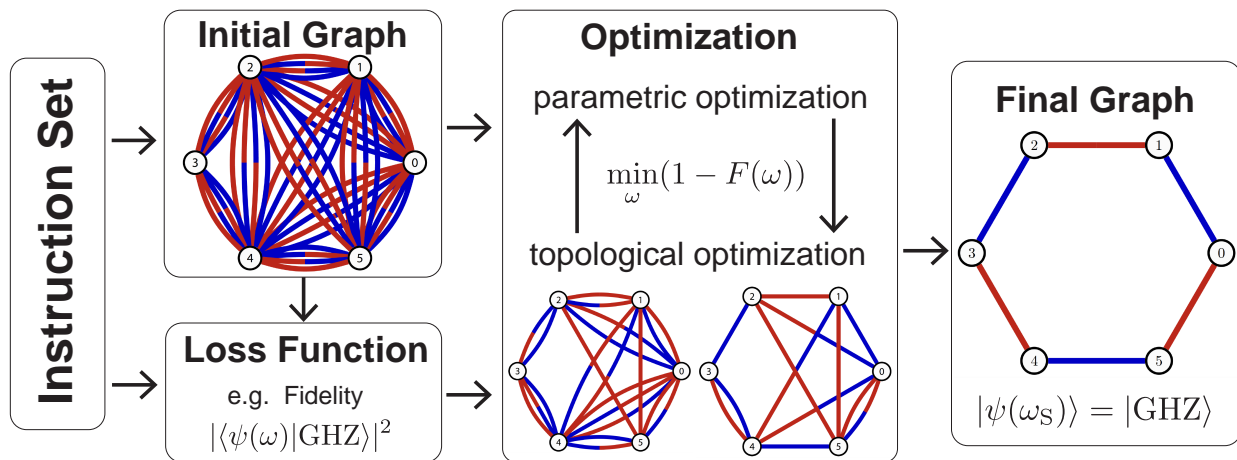 Instruction Set
Initial Graph
2 1
3 0
4 5
Loss Function
e.g. Fidelity
|⟨ψ(ω)|GHZ⟩|²
Optimization
parametric optimization
min(1 − F(ω))
ω
topological optimization
2 1
3 0
4 5
2 1
3 0
4 5
Final Graph
2 1
3 0
4 5
|ψ(ω_S)⟩ = |GHZ⟩